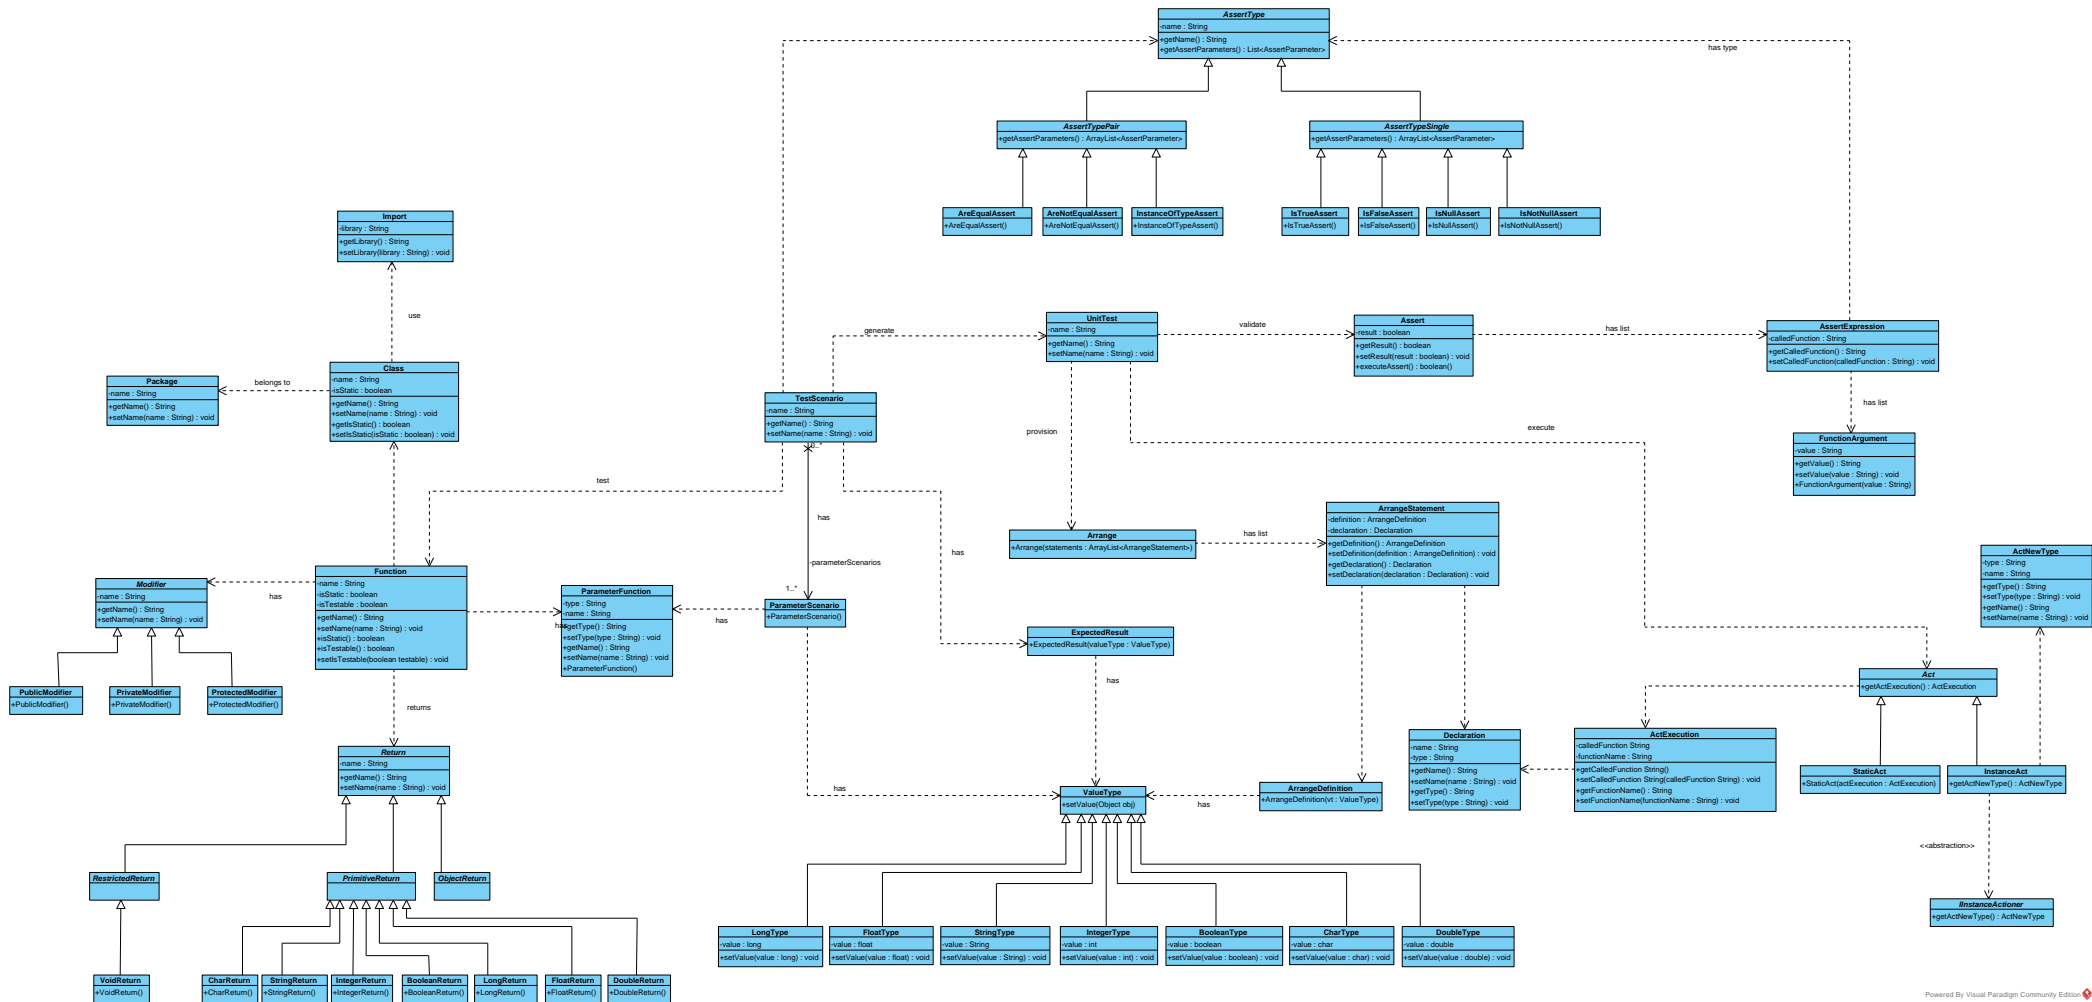 AssertType
-name : String
+getName() : String
+getAssertParameters() : List<AssertParameter>
has type
AssertTypePair
+getAssertParameters() : ArrayList<AssertParameter>
AssertTypeSingle
+getAssertParameters() : ArrayList<AssertParameter>
AreEqualAssert
+AreEqualAssert()
AreNotEqualAssert
+AreNotEqualAssert()
InstanceOfTypeAssert
+InstanceOfTypeAssert()
IsTrueAssert
+IsTrueAssert()
IsFalseAssert
+IsFalseAssert()
IsNullAssert
+IsNullAssert()
IsNotNullAssert
+IsNotNullAssert()
Import
-library : String
+getLibrary() : String
+setLibrary(library : String) : void
use
Class
-name : String
-isStatic : boolean
+getName() : String
+setName(name : String) : void
+getIsStatic() : boolean
+setIsStatic(isStatic : boolean) : void
belongs to
Package
-name : String
+getName() : String
+setName(name : String) : void
generate
UnitTest
-name : String
+getName() : String
+setName(name : String) : void
validate
Assert
-result : boolean
+getResult() : boolean
+setResult(result : boolean) : void
+executeAssert() : boolean()
has list
AssertExpression
-calledFunction : String
+getCalledFunction() : String
+setCalledFunction(calledFunction : String) : void
has list
FunctionArgument
-value : String
+getValue() : String
+setValue(value : String) : void
+FunctionArgument(value : String)
TestScenario
-name : String
+getName() : String
+setName(name : String) : void
0..*
provision
execute
test
has
-parameterScenarios
1..*
has
Arrange
+Arrange(statements : ArrayList<ArrangeStatement>)
has list
ArrangeStatement
-definition : ArrangeDefinition
-declaration : Declaration
+getDefinition() : ArrangeDefinition
+setDefinition(definition : ArrangeDefinition) : void
+getDeclaration() : Declaration
+setDeclaration(declaration : Declaration) : void
ActNewType
-type : String
-name : String
+getType() : String
+setType(type : String) : void
+getName() : String
+setName(name : String) : void
Modifier
-name : String
+getName() : String
+setName(name : String) : void
has
Function
-name : String
-isStatic : boolean
-isTestable : boolean
+getName() : String
+setName(name : String) : void
+isStatic() : boolean
+isTestable() : boolean
+setIsTestable(boolean testable) : void
has
ParameterFunction
-type : String
-name : String
+getType() : String
+setType(type : String) : void
+getName() : String
+setName(name : String) : void
+ParameterFunction()
has
ParameterScenario
+ParameterScenario()
ExpectedResult
+ExpectedResult(valueType : ValueType)
has
PublicModifier
+PublicModifier()
PrivateModifier
+PrivateModifier()
ProtectedModifier
+ProtectedModifier()
returns
Act
+getActExecution() : ActExecution
Return
-name : String
+getName() : String
+setName(name : String) : void
has
ValueType
+setValue(Object obj)
has
ArrangeDefinition
+ArrangeDefinition(vt : ValueType)
Declaration
-name : String
-type : String
+getName() : String
+setName(name : String) : void
+getType() : String
+setType(type : String) : void
ActExecution
-calledFunction String
-functionName : String
+getCalledFunction String()
+setCalledFunction String(calledFunction String) : void
+getFunctionName() : String
+setFunctionName(functionName : String) : void
StaticAct
+StaticAct(actExecution : ActExecution)
InstanceAct
+getActNewType() : ActNewType
<<abstraction>>
IInstanceActioner
+getActNewType() : ActNewType
RestrictedReturn
PrimitiveReturn
ObjectReturn
LongType
-value : long
+setValue(value : long) : void
FloatType
-value : float
+setValue(value : float) : void
StringType
-value : String
+setValue(value : String) : void
IntegerType
-value : int
+setValue(value : int) : void
BooleanType
-value : boolean
+setValue(value : boolean) : void
CharType
-value : char
+setValue(value : char) : void
DoubleType
-value : double
+setValue(value : double) : void
VoidReturn
+VoidReturn()
CharReturn
+CharReturn()
StringReturn
+StringReturn()
IntegerReturn
+IntegerReturn()
BooleanReturn
+BooleanReturn()
LongReturn
+LongReturn()
FloatReturn
+FloatReturn()
DoubleReturn
+DoubleReturn()
Powered By Visual Paradigm Community Edition